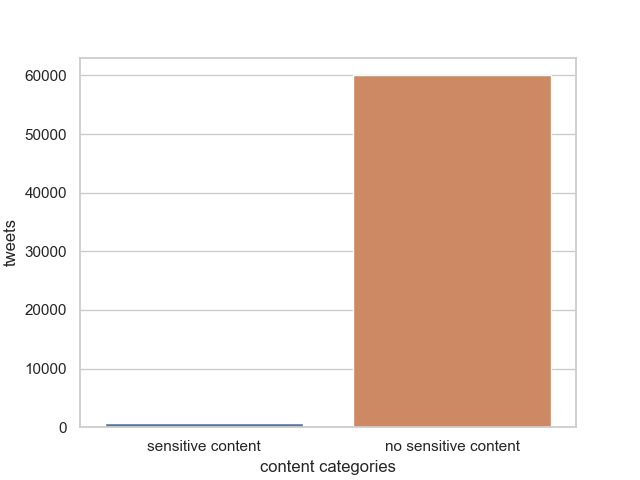 60000
50000
40000
30000
20000
10000
0
tweets
sensitive content
no sensitive content
content categories